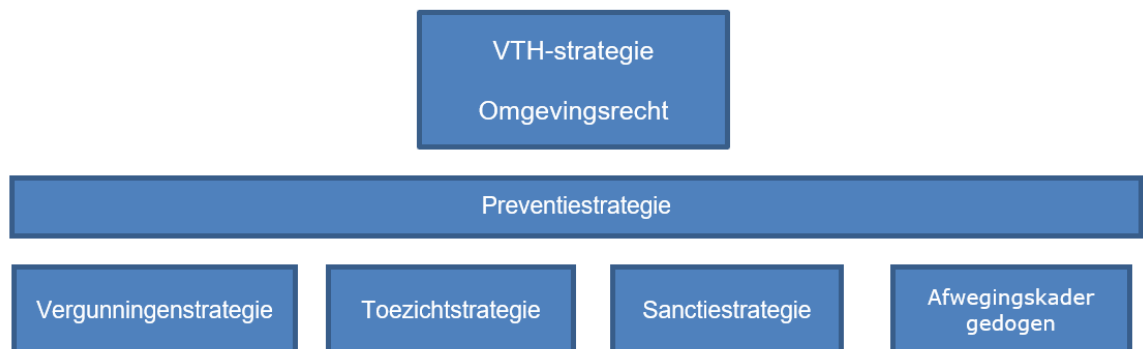 VTH-strategie
Omgevingsrecht
Preventiestrategie
Vergunningenstrategie
Toezichtstrategie
Sanctiestrategie
Afwegingskader
gedogen